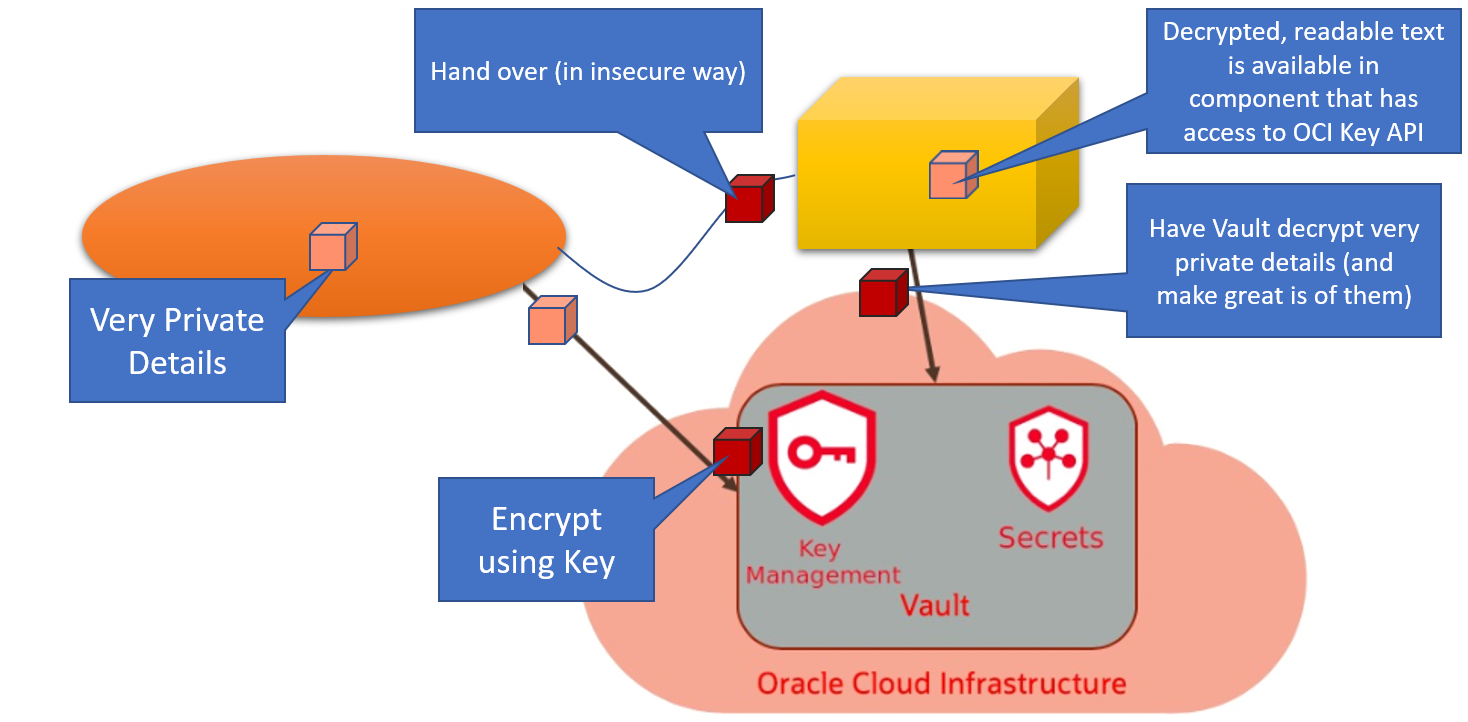 Hand over (in insecure way)
Decrypted, readable text
is available in
component that has
access to OCI Key API
Very Private
Details
Have Vault decrypt very
private details (and
make great is of them)
Encrypt
using Key
Key
Management
Secrets
Vault
Oracle Cloud Infrastructure